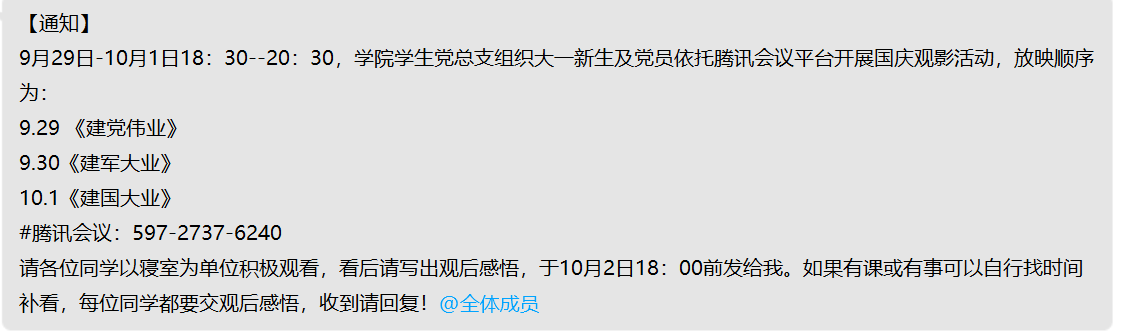 【通知】
9月29日-10月1日18：30--20：30，学院学生党总支组织大一新生及党员依托腾讯会议平台开展国庆观影活动，放映顺序
为：
9.29 《建党伟业》
9.30《建军大业》
10.1《建国大业》
#腾讯会议：597-2737-6240
请各位同学以寝室为单位积极观看，看后请写出观后感悟，于10月2日18：00前发给我。如果有课或有事可以自行找时间
补看，每位同学都要交观后感悟，收到请回复！@全体成员